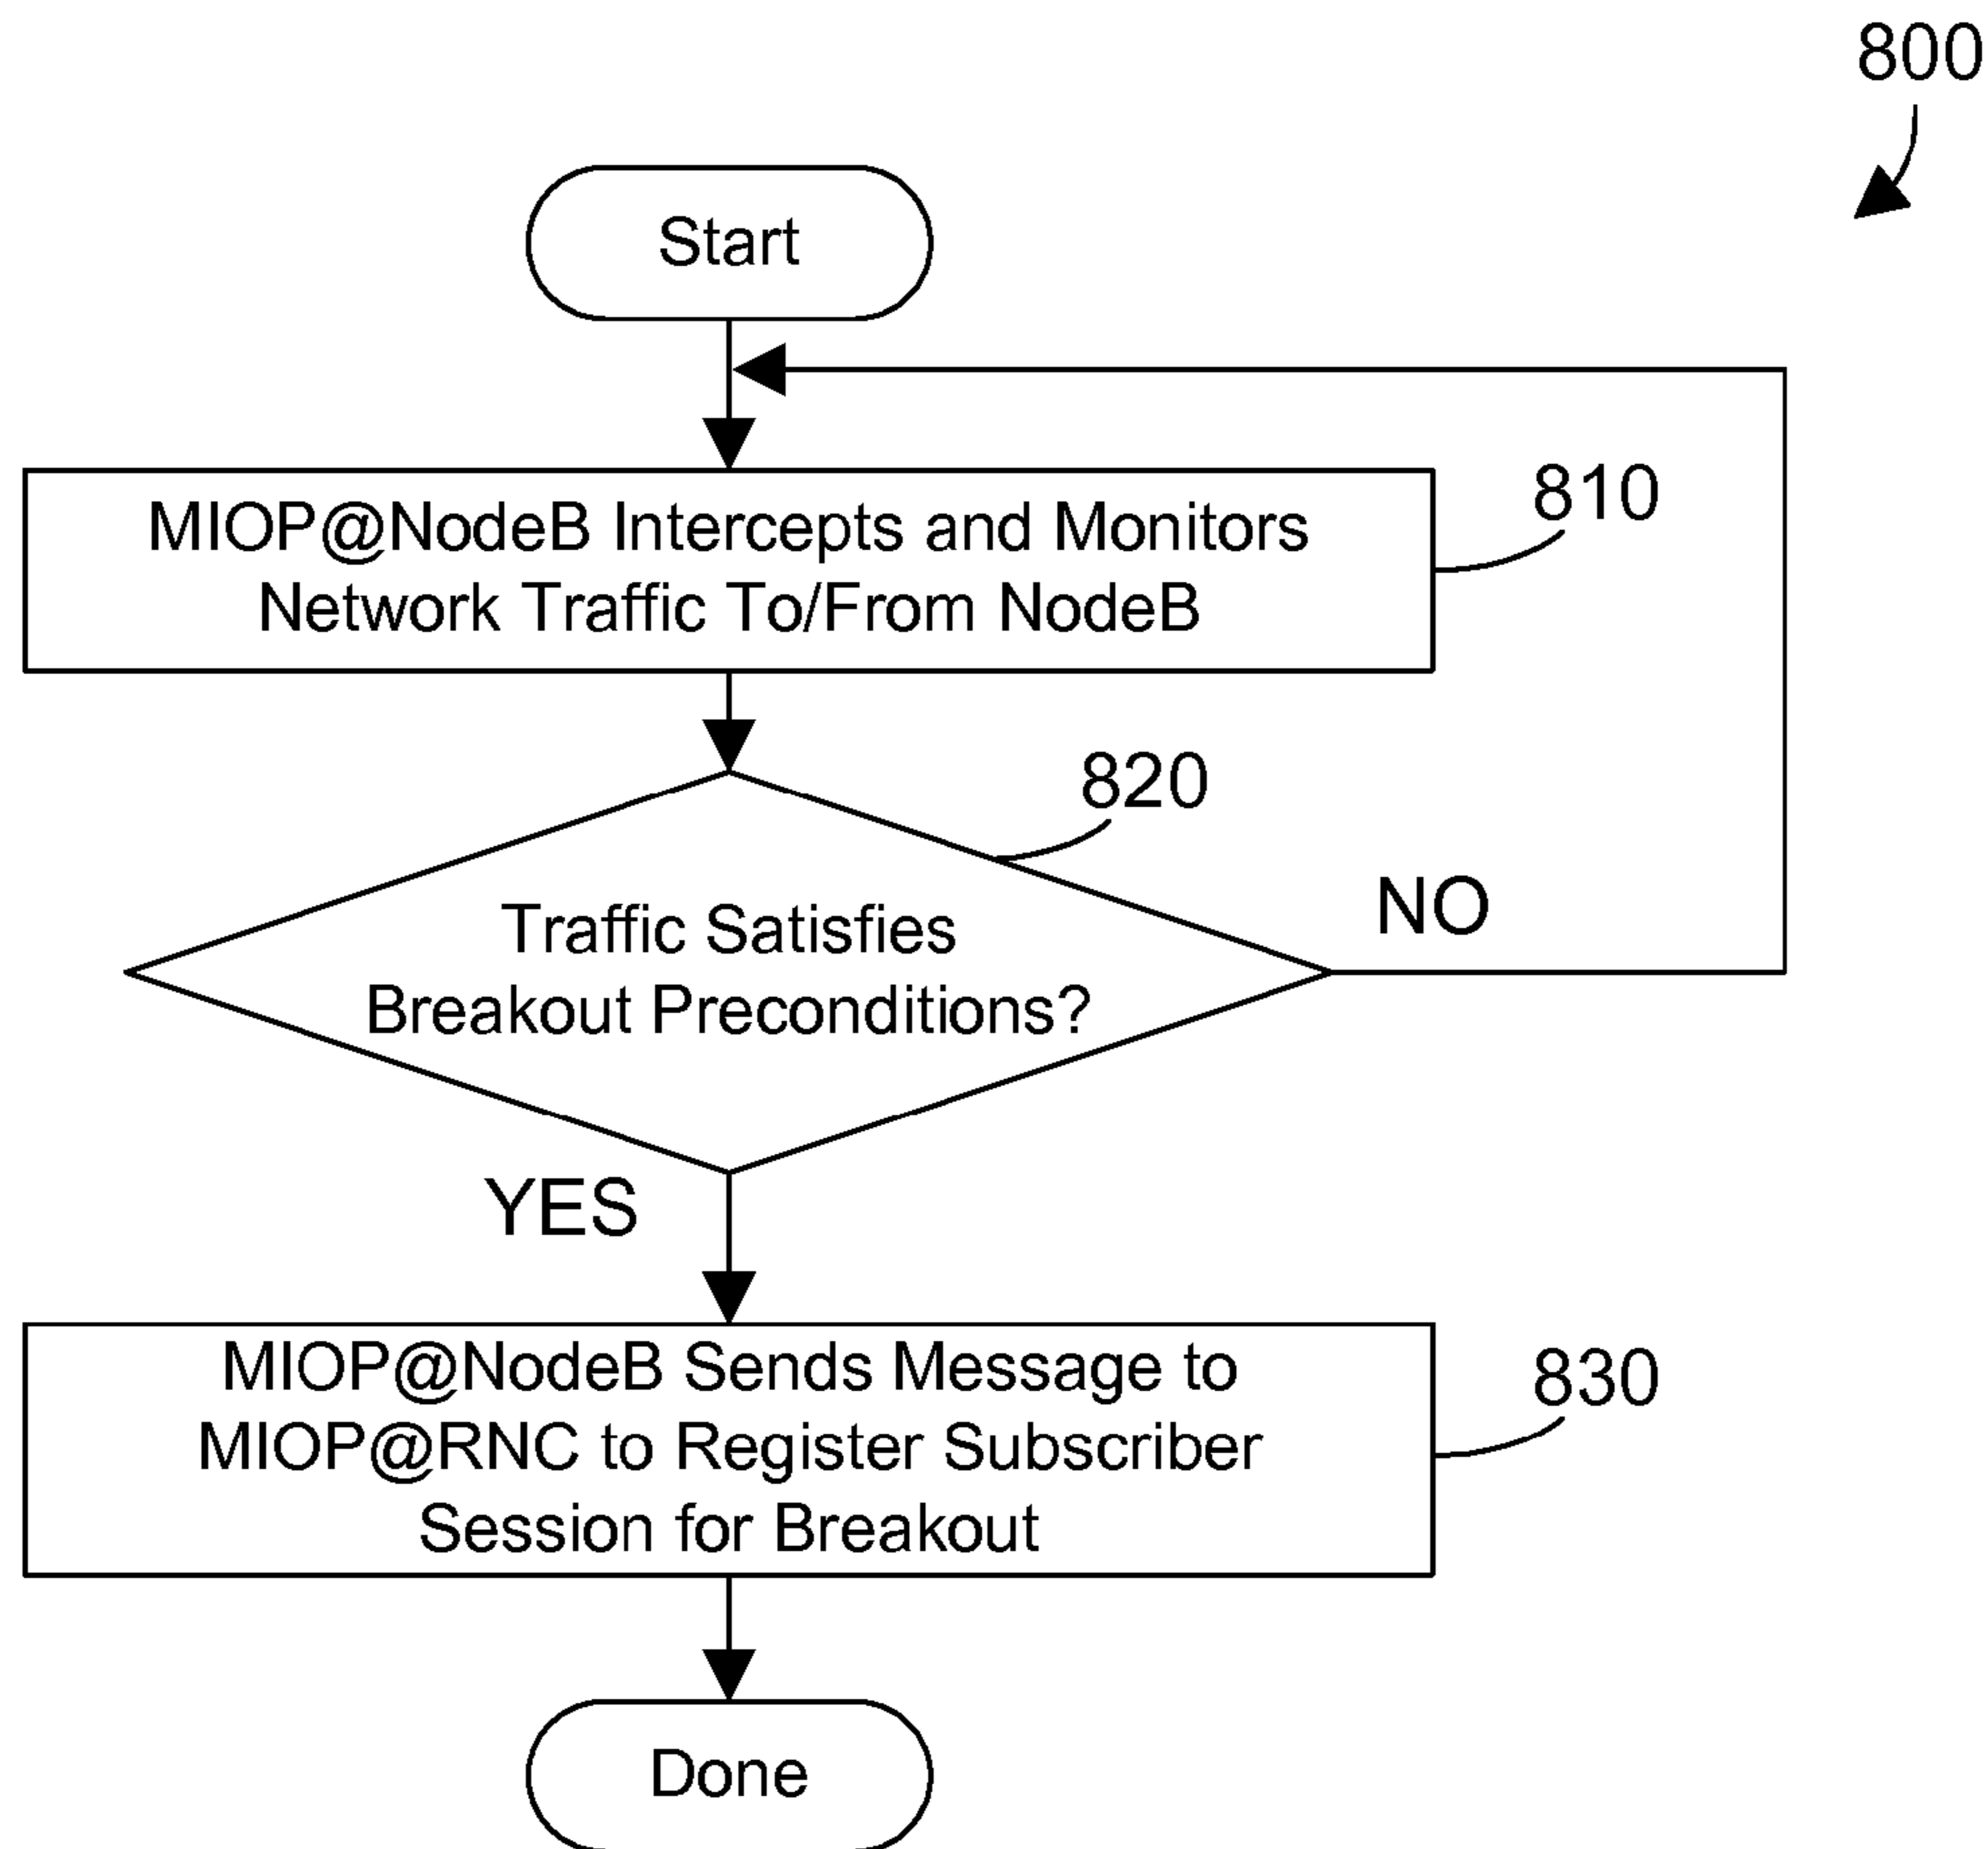 800
Start
MIOP@NodeB Intercepts and Monitors
Network Traffic To/From NodeB
810
820
Traffic Satisfies
Breakout Preconditions?
NO
YES
MIOP@NodeB Sends Message to
MIOP@RNC to Register Subscriber
Session for Breakout
830
Done